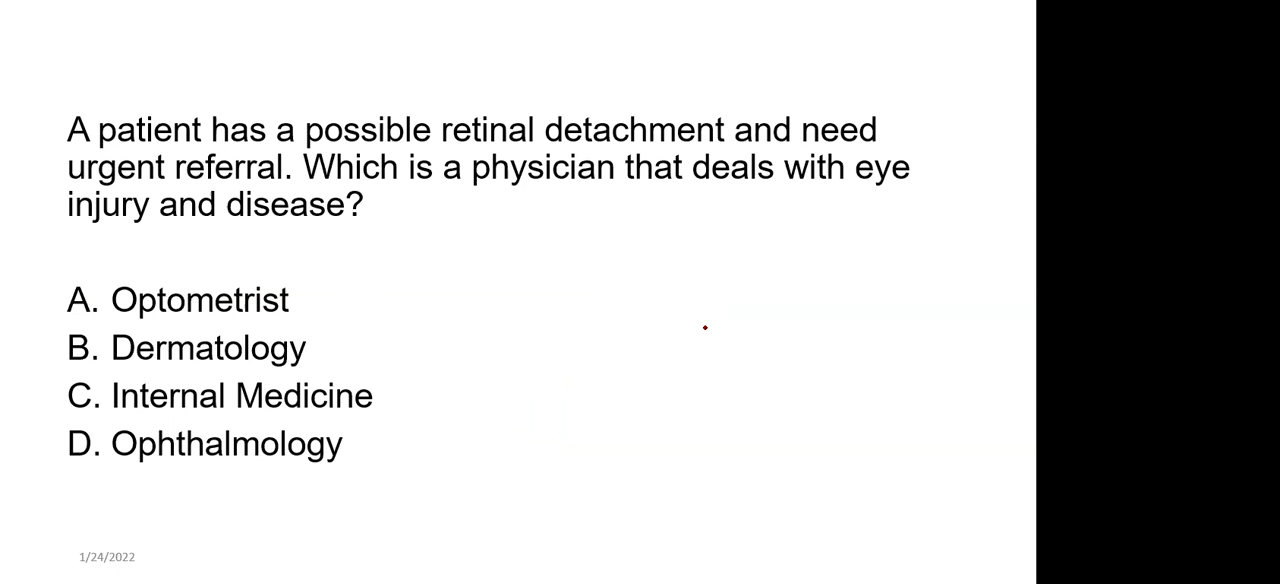 A patient has a possible retinal detachment and need
urgent referral. Which is a physician that deals with eye
injury and disease?
A. Optometrist
B. Dermatology
C. Internal Medicine
D. Ophthalmology
1/24/2022